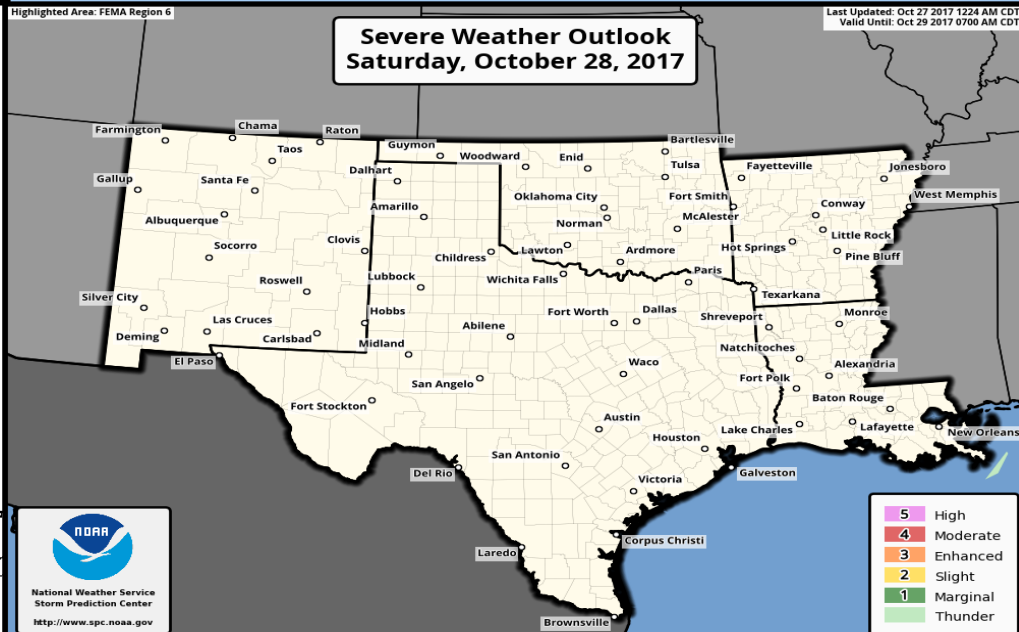 Highlighted Area: FEMA Region 6
Last Updated: Oct 27 2017 1224 AM CDT
Valid Until: Oct 29 2017 0700 AM CDT
Severe Weather Outlook
Saturday, October 28, 2017
Farmington
Chama
Raton
Taos
Guymon
Woodward
Enid
Bartlesville
Tulsa
Fayetteville
Jonesboro
Gallup
Santa Fe
Dalhart
Oklahoma City
Fort Smith
West Memphis
Albuquerque
Amarillo
Norman
McAlester
Conway
Little Rock
Socorro
Clovis
Childress
Lawton
Ardmore
Hot Springs
Pine Bluff
Roswell
Lubbock
Wichita Falls
Paris
Texarkana
Silver City
Las Cruces
Hobbs
Fort Worth
Dallas
Shreveport
Monroe
Deming
Carlsbad
Midland
Abilene
Natchitoches
El Paso
San Angelo
Waco
Fort Polk
Alexandria
Fort Stockton
Austin
Baton Rouge
Houston
Lake Charles
Lafayette
New Orleans
Del Rio
San Antonio
Victoria
Galveston
Laredo
Corpus Christi
Brownsville
NOAA
National Weather Service
Storm Prediction Center
http://www.spc.noaa.gov
5 High
4 Moderate
3 Enhanced
2 Slight
1 Marginal
Thunder